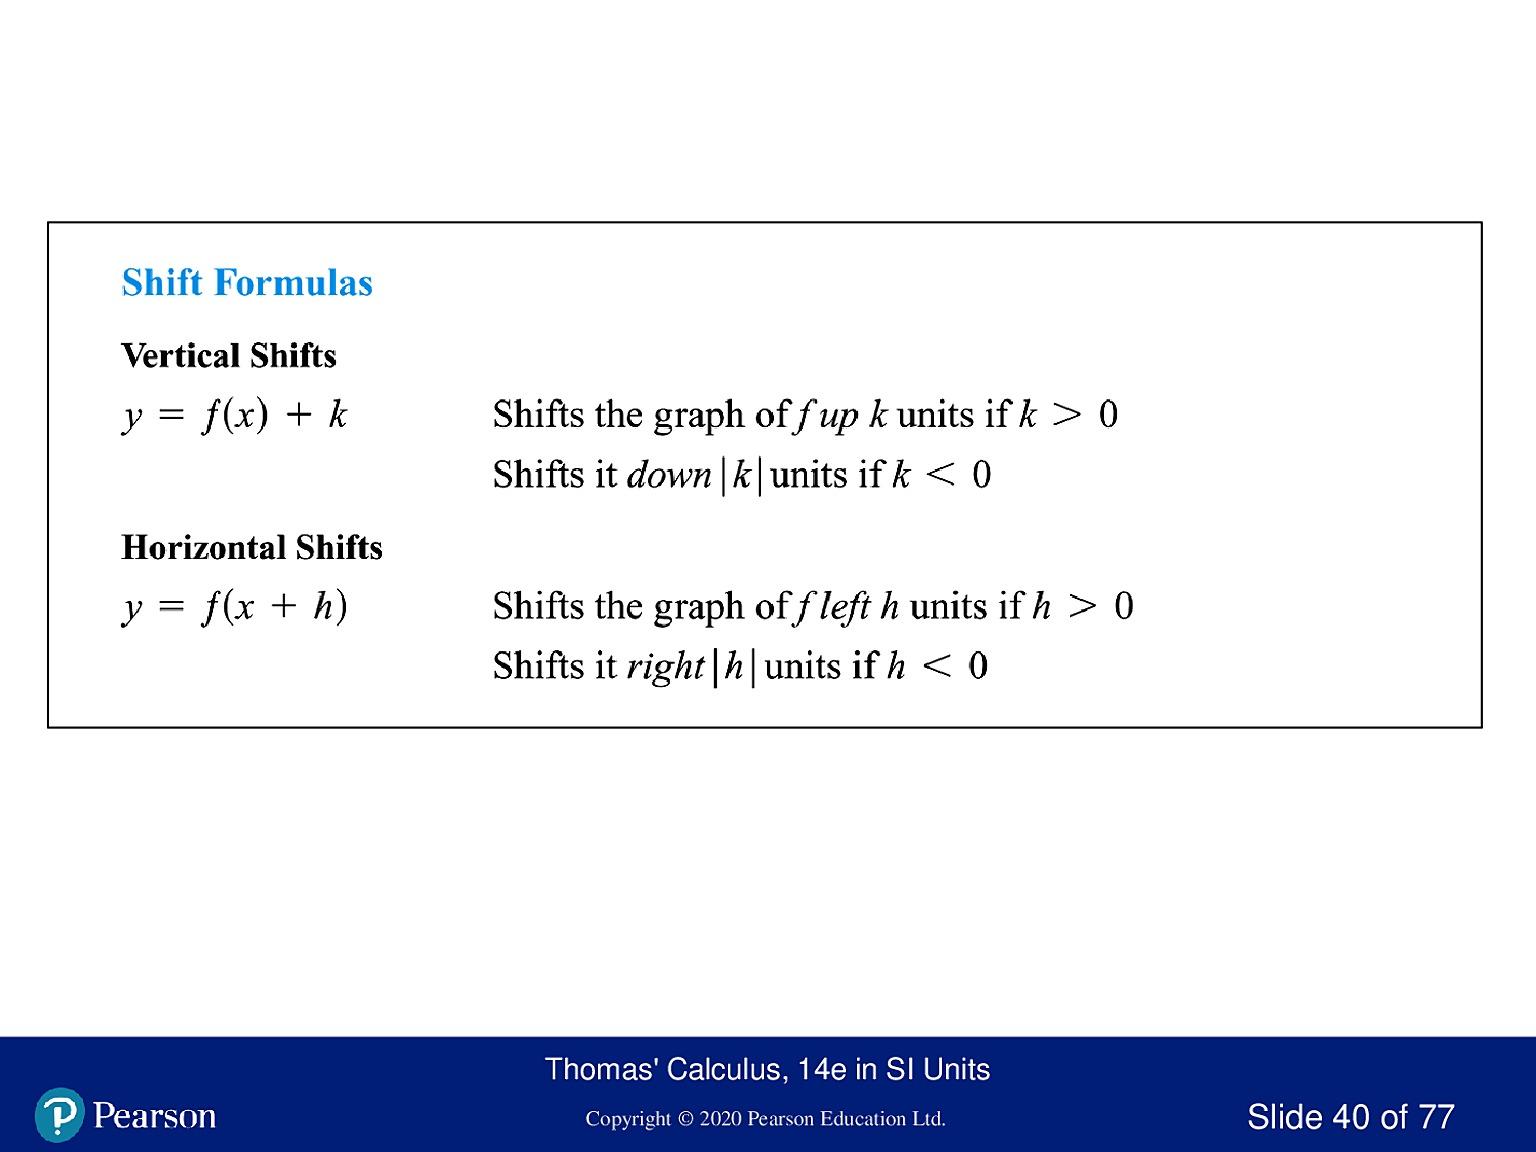 Shift Formulas
Vertical Shifts
y = f(x) + k Shifts the graph of f up k units if k > 0
Shifts it down |k| units if k < 0
Horizontal Shifts
y = f(x + h) Shifts the graph of f left h units if h > 0
Shifts it right |h| units if h < 0
Thomas' Calculus, 14e in SI Units
Pearson Copyright © 2020 Pearson Education Ltd. Slide 40 of 77